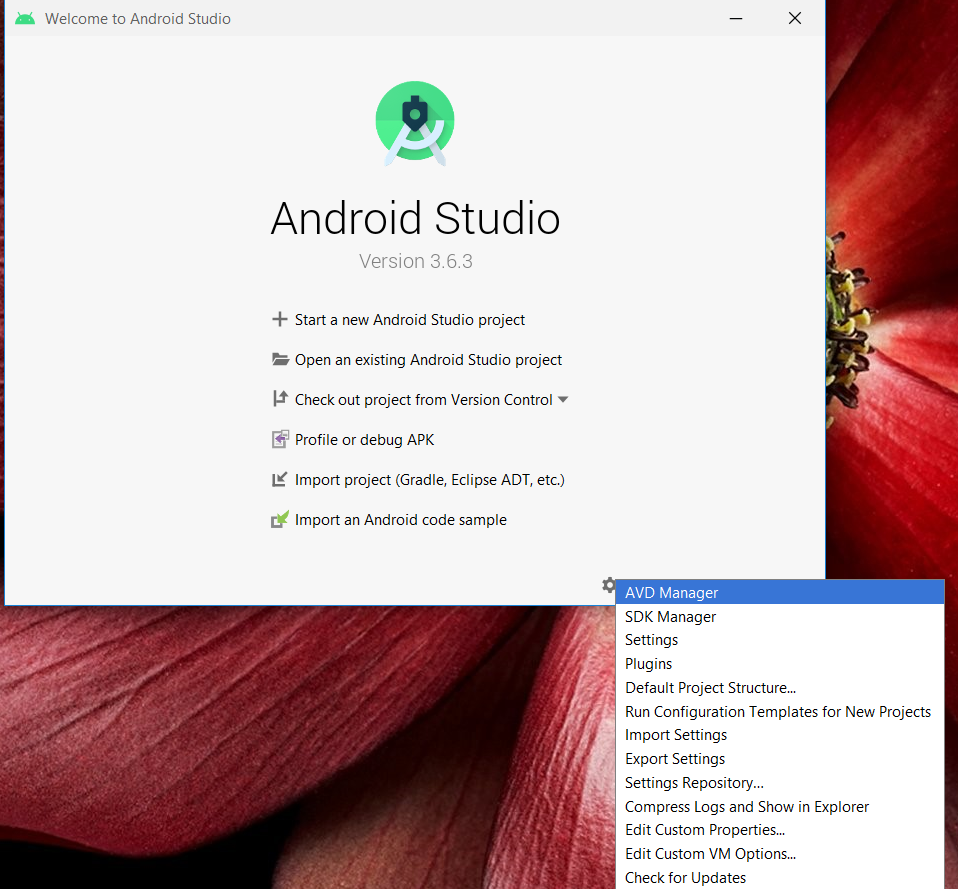 Welcome to Android Studio
Android Studio
Version 3.6.3
Start a new Android Studio project
Open an existing Android Studio project
Check out project from Version Control
Profile or debug APK
Import project (Gradle, Eclipse ADT, etc.)
Import an Android code sample
AVD Manager
SDK Manager
Settings
Plugins
Default Project Structure...
Run Configuration Templates for New Projects
Import Settings
Export Settings
Settings Repository...
Compress Logs and Show in Explorer
Edit Custom Properties...
Edit Custom VM Options...
Check for Updates